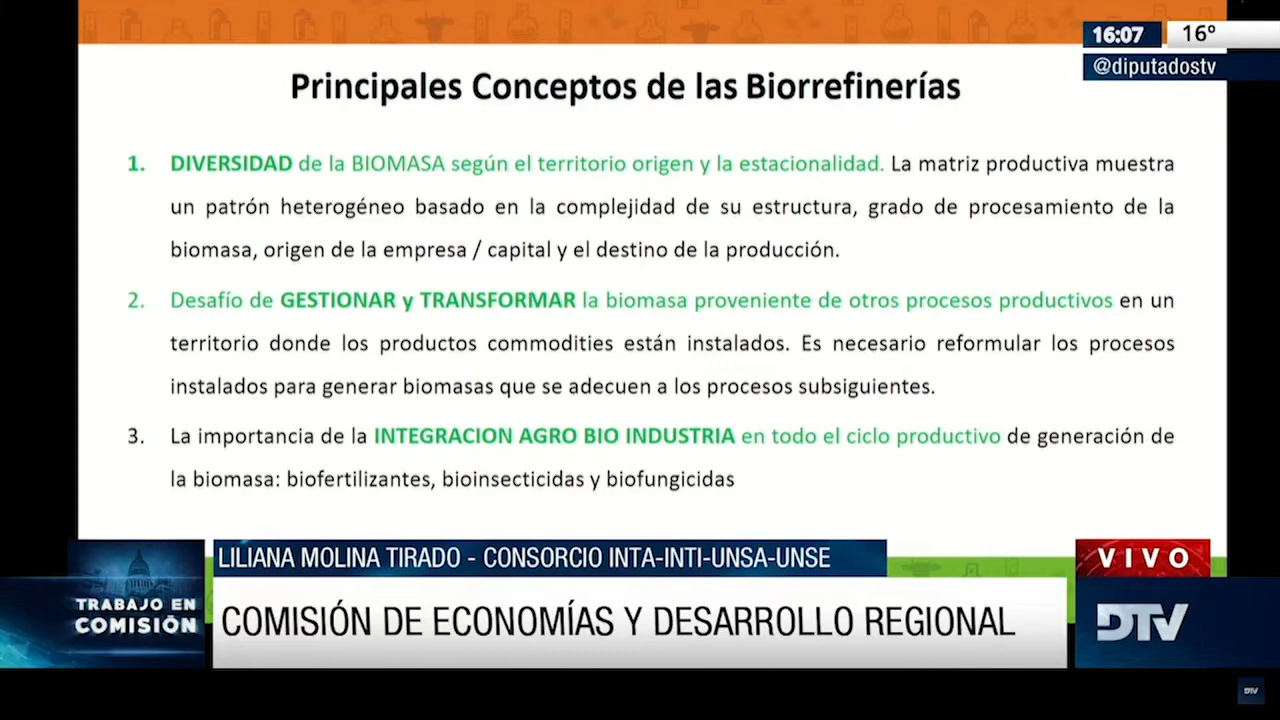 16:07 16º
@diputadostv
Principales Conceptos de las Biorrefinerías
1. DIVERSIDAD de la BIOMASA según el territorio origen y la estacionalidad. La matriz productiva muestra
un patrón heterogéneo basado en la complejidad de su estructura, grado de procesamiento de la
biomasa, origen de la empresa / capital y el destino de la producción.
2. Desafío de GESTIONAR y TRANSFORMAR la biomasa proveniente de otros procesos productivos en un
territorio donde los productos commodities están instalados. Es necesario reformular los procesos
instalados para generar biomasas que se adecuen a los procesos subsiguientes.
3. La importancia de la INTEGRACION AGRO BIO INDUSTRIA en todo el ciclo productivo de generación de
la biomasa: biofertilizantes, bioinsecticidas y biofungicidas
LILIANA MOLINA TIRADO - CONSORCIO INTA-INTI-UNSA-UNSE
VIVO
TRABAJO EN
COMISIÓN
COMISIÓN DE ECONOMÍAS Y DESARROLLO REGIONAL
DTV
DTV